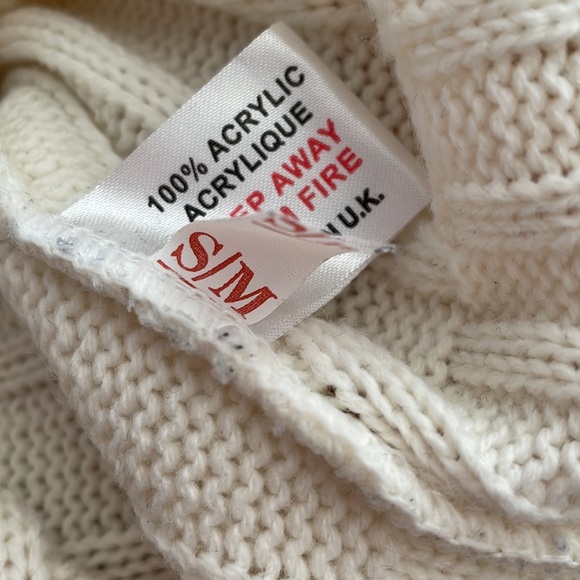 100% ACRYLIC
ACRYLIQUE
AWAY
FIRE
U.K.
S/M